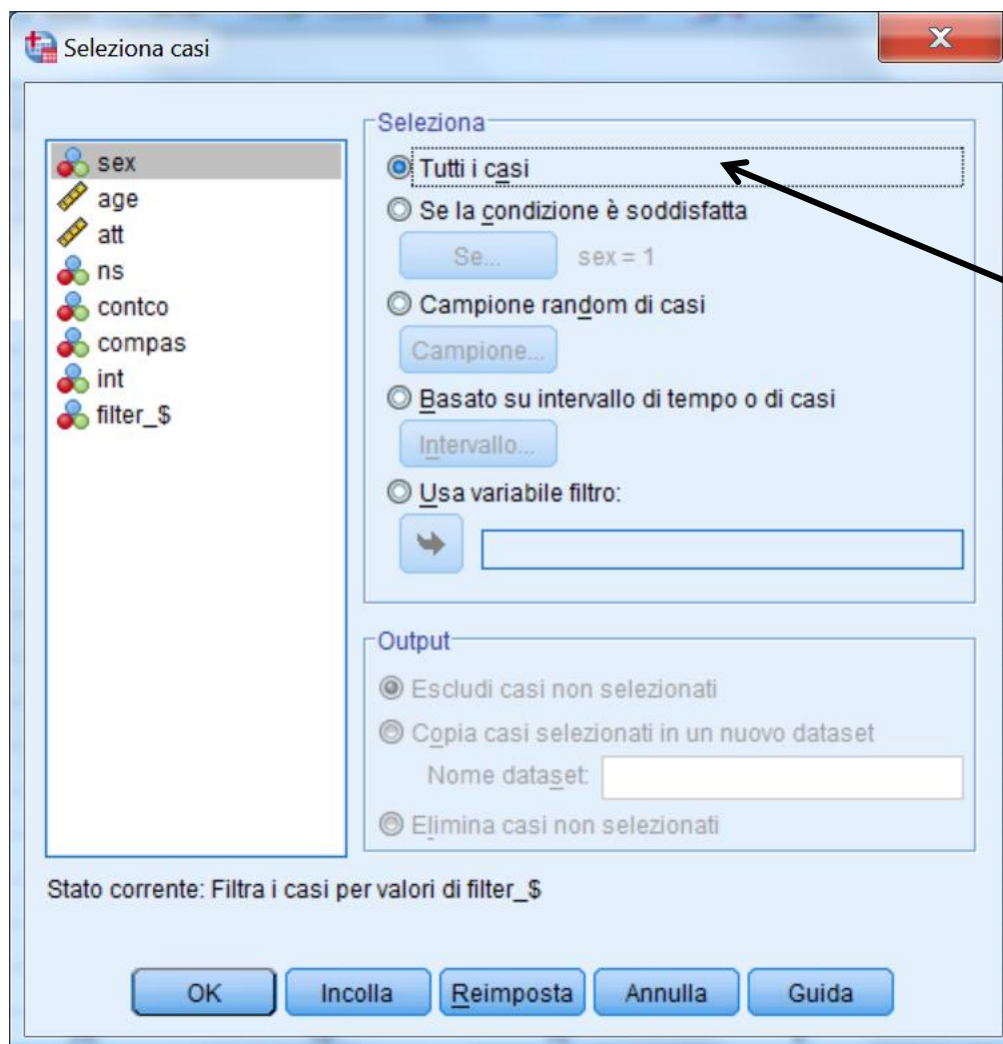 Seleziona casi
sex
age
att
ns
contco
compas
int
filter_$
Seleziona
Tutti i casi
Se la condizione è soddisfatta
Se... sex = 1
Campione random di casi
Campione...
Basato su intervallo di tempo o di casi
Intervallo...
Usa variabile filtro:
Output
Escludi casi non selezionati
Copia casi selezionati in un nuovo dataset
Nome dataset:
Elimina casi non selezionati
Stato corrente: Filtra i casi per valori di filter_$
OK Incolla Reimposta Annulla Guida